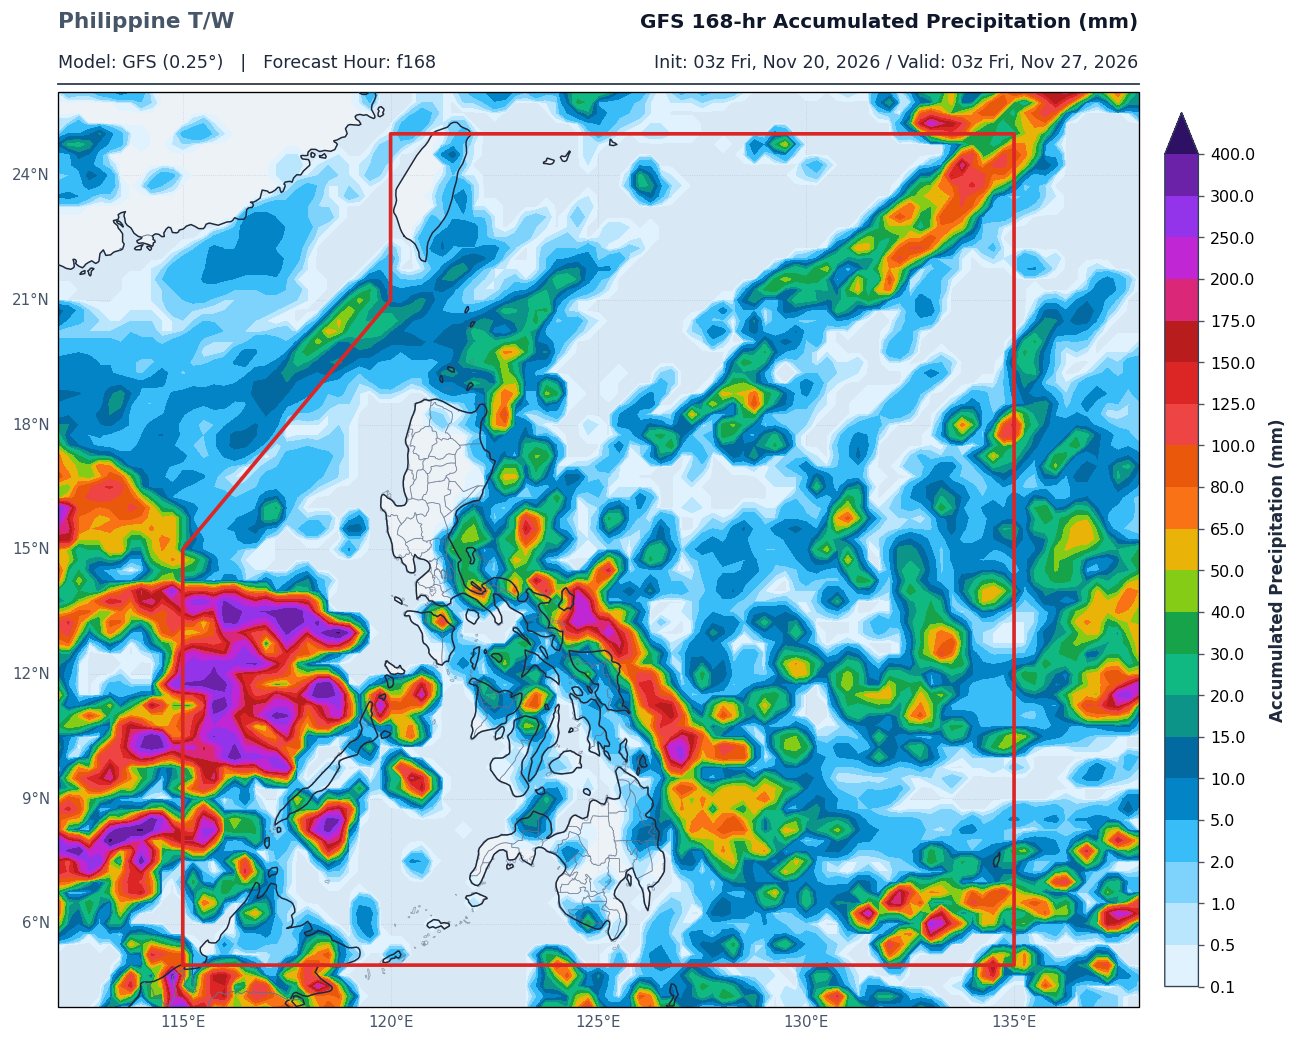 Philippine T/W
GFS 168-hr Accumulated Precipitation (mm)
Model: GFS (0.25°)   |   Forecast Hour: f168
Init: 03z Fri, Nov 20, 2026 / Valid: 03z Fri, Nov 27, 2026
24°N
21°N
18°N
15°N
12°N
9°N
6°N
115°E
120°E
125°E
130°E
135°E
400.0
300.0
250.0
200.0
175.0
150.0
125.0
100.0
80.0
65.0
50.0
40.0
30.0
20.0
15.0
10.0
5.0
2.0
1.0
0.5
0.1
Accumulated Precipitation (mm)